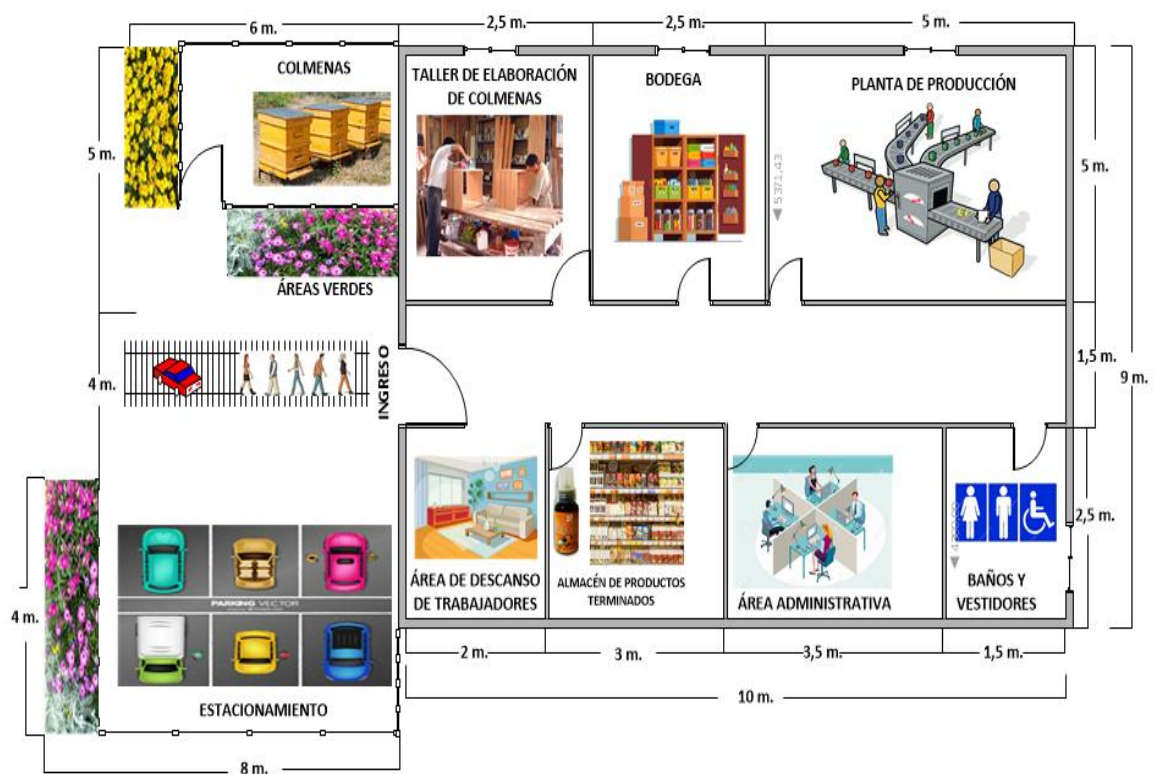 6 m.
2,5 m.
2,5 m.
5 m.
COLMENAS
TALLER DE ELABORACIÓN
DE COLMENAS
BODEGA
PLANTA DE PRODUCCIÓN
5 m.
5 m.
5371,43
ÁREAS VERDES
INGRESO
4 m.
1,5 m.
9 m.
2,5 m.
4 m.
PARKING VECTOR
ÁREA DE DESCANSO
DE TRABAJADORES
ALMACÉN DE PRODUCTOS
TERMINADOS
ÁREA ADMINISTRATIVA
BAÑOS Y
VESTIDORES
2 m.
3 m.
3,5 m.
1,5 m.
10 m.
ESTACIONAMIENTO
8 m.